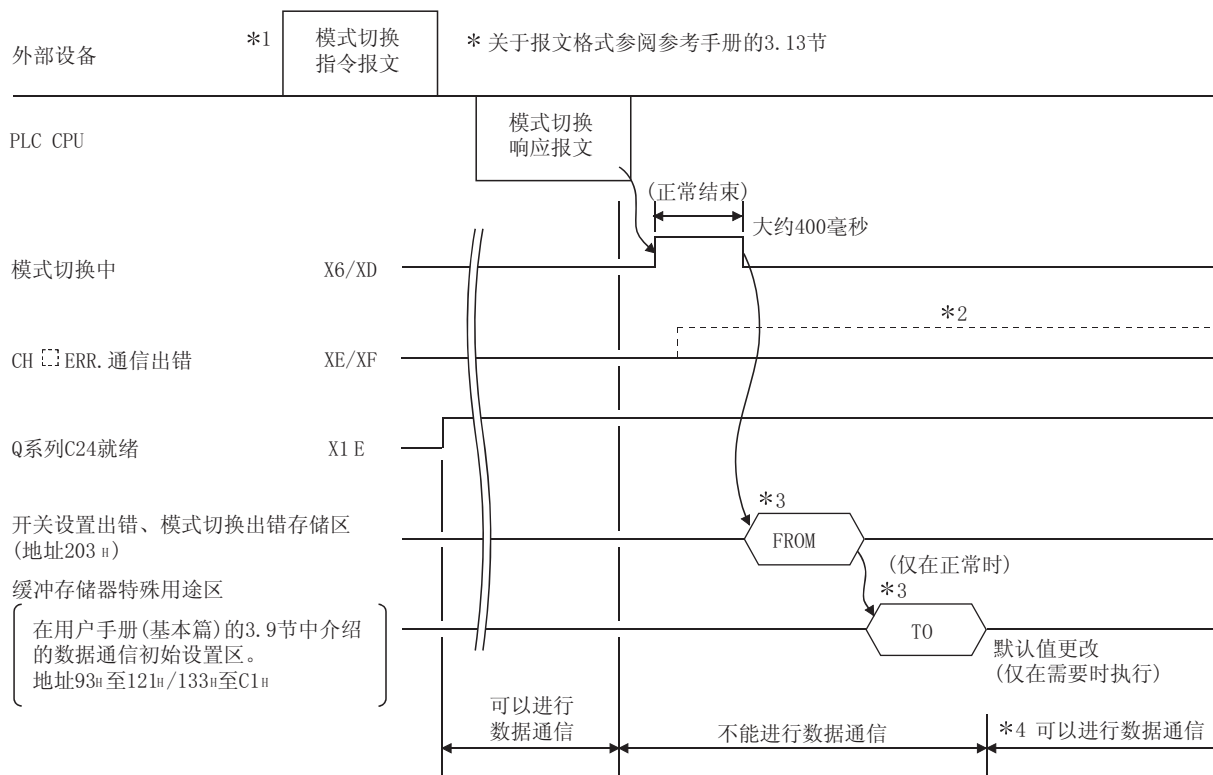 外部设备
*1
模式切换
指令报文
* 关于报文格式参阅参考手册的3.13节
PLC CPU
模式切换
响应报文
(正常结束)
大约400毫秒
模式切换中 X6/XD
*2
CH ERR.通信出错 XE/XF
Q系列C24就绪 X1E
*3
开关设置出错、模式切换出错存储区
(地址203H)
FROM
(仅在正常时)
缓冲存储器特殊用途区
*3
在用户手册(基本篇)的3.9节中介绍
的数据通信初始设置区。
地址93H至121H/133H至C1H
TO
默认值更改
(仅在需要时执行)
可以进行
数据通信
不能进行数据通信
*4 可以进行数据通信